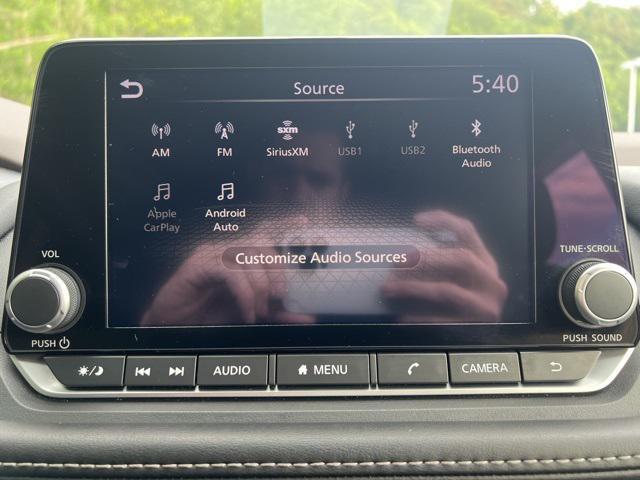 Source
5:40
AM
FM
sxm
SiriusXM
USB1
USB2
Bluetooth
Audio
Apple
CarPlay
Android
Auto
Customize Audio Sources
VOL
PUSH
TUNE·SCROLL
PUSH SOUND
AUDIO
MENU
CAMERA